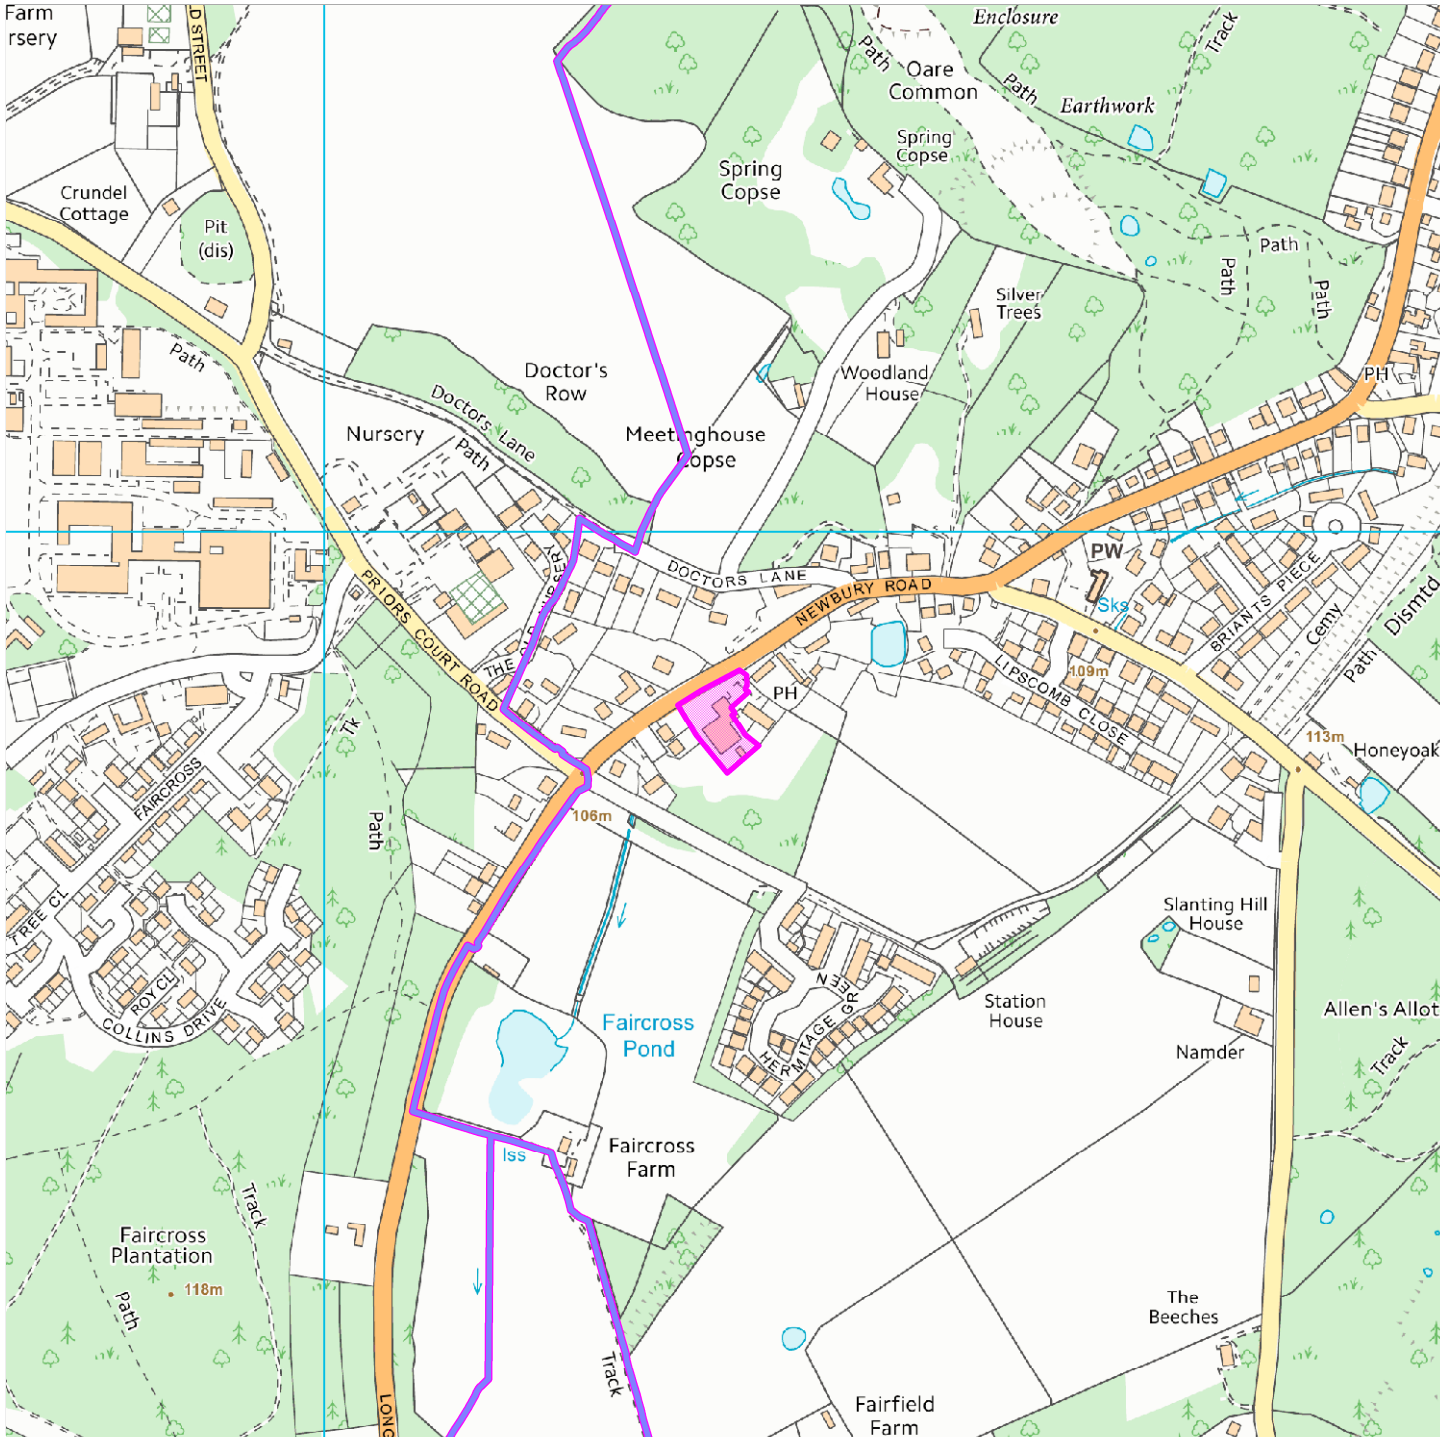 Farm
rsery
D STREET
Enclosure
Track
Path
Oare
Common
Path
Earthwork
Spring
Copse
Spring
Copse
Crundel
Cottage
Pit
(dis)
Path
Path
Path
Silver
Trees
Path
Doctor's
Row
Woodland
House
PH
Doctors Lane
Nursery
Path
Meetinghouse
Copse
PW
DOCTORS LANE
NEWBURY ROAD
PRIORS COURT ROAD
THE OLD NURSERY
Sks
BRIANTS PIECE
Cemy
Dismtd
Path
LIPSCOMB CLOSE
109m
PH
Tk
113m
Honeyoak
FAIRCROSS
106m
Path
TREE CL
Slanting Hill
House
ROY CL
COLLINS DRIVE
HERMITAGE GREEN
Station
House
Allen's Allot
Faircross
Pond
Namder
Track
Iss
Faircross
Farm
Track
Faircross
Plantation
118m
Path
The
Beeches
Track
LONG
Fairfield
Farm